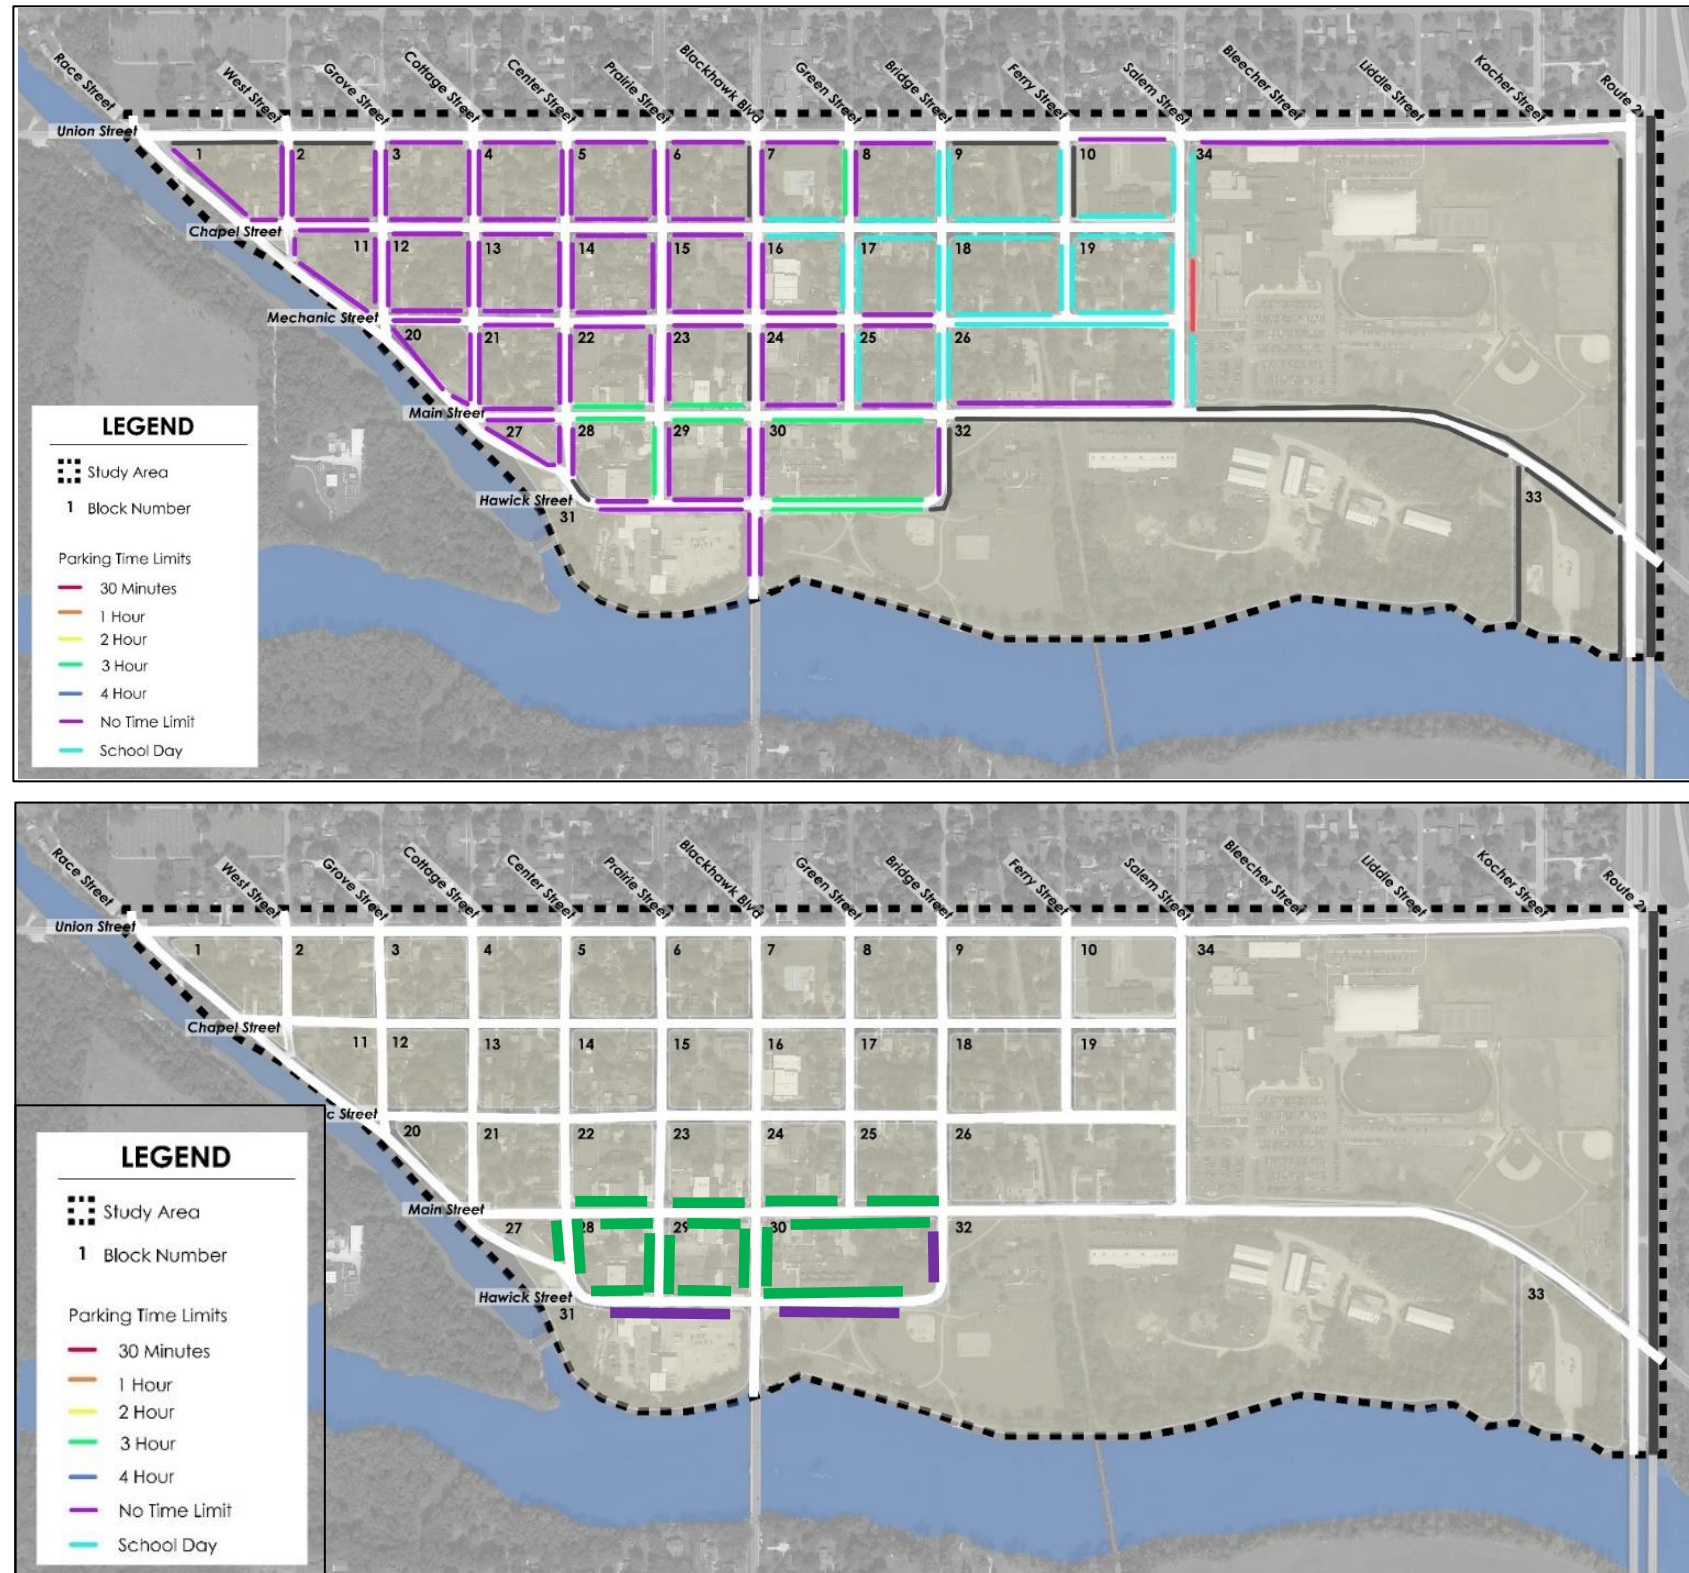 Race Street
West Street
Grove Street
Cottage Street
Center Street
Prairie Street
Blackhawk Blvd
Green Street
Bridge Street
Ferry Street
Salem Street
Bleecher Street
Liddle Street
Kocher Street
Route 2
Union Street
1 2 3 4 5 6 7 8 9 10 34
Chapel Street
11 12 13 14 15 16 17 18 19
Mechanic Street
20 21 22 23 24 25 26
Main Street
27 28 29 30 32
Hawick Street
31
33
LEGEND
Study Area
1 Block Number
Parking Time Limits
30 Minutes
1 Hour
2 Hour
3 Hour
4 Hour
No Time Limit
School Day
Race Street
West Street
Grove Street
Cottage Street
Center Street
Prairie Street
Blackhawk Blvd
Green Street
Bridge Street
Ferry Street
Salem Street
Bleecher Street
Liddle Street
Kocher Street
Route 2
Union Street
1 2 3 4 5 6 7 8 9 10 34
Chapel Street
11 12 13 14 15 16 17 18 19
c Street
20 21 22 23 24 25 26
Main Street
27 28 29 30 32
Hawick Street
31
33
LEGEND
Study Area
1 Block Number
Parking Time Limits
30 Minutes
1 Hour
2 Hour
3 Hour
4 Hour
No Time Limit
School Day